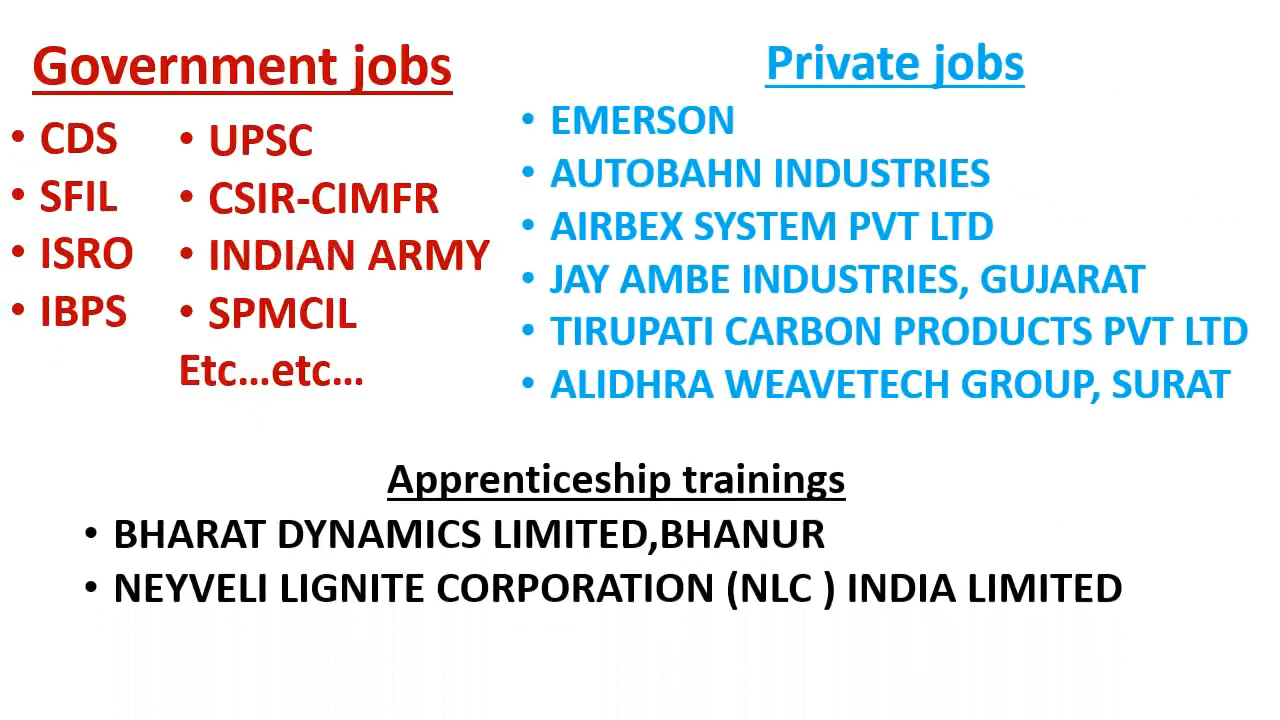 Government jobs
• CDS
• SFIL
• ISRO
• IBPS
• UPSC
• CSIR-CIMFR
• INDIAN ARMY
• SPMCIL
Etc...etc...
Private jobs
• EMERSON
• AUTOBAHN INDUSTRIES
• AIRBEX SYSTEM PVT LTD
• JAY AMBE INDUSTRIES, GUJARAT
• TIRUPATI CARBON PRODUCTS PVT LTD
• ALIDHRA WEAVETECH GROUP, SURAT
Apprenticeship trainings
• BHARAT DYNAMICS LIMITED,BHANUR
• NEYVELI LIGNITE CORPORATION (NLC ) INDIA LIMITED